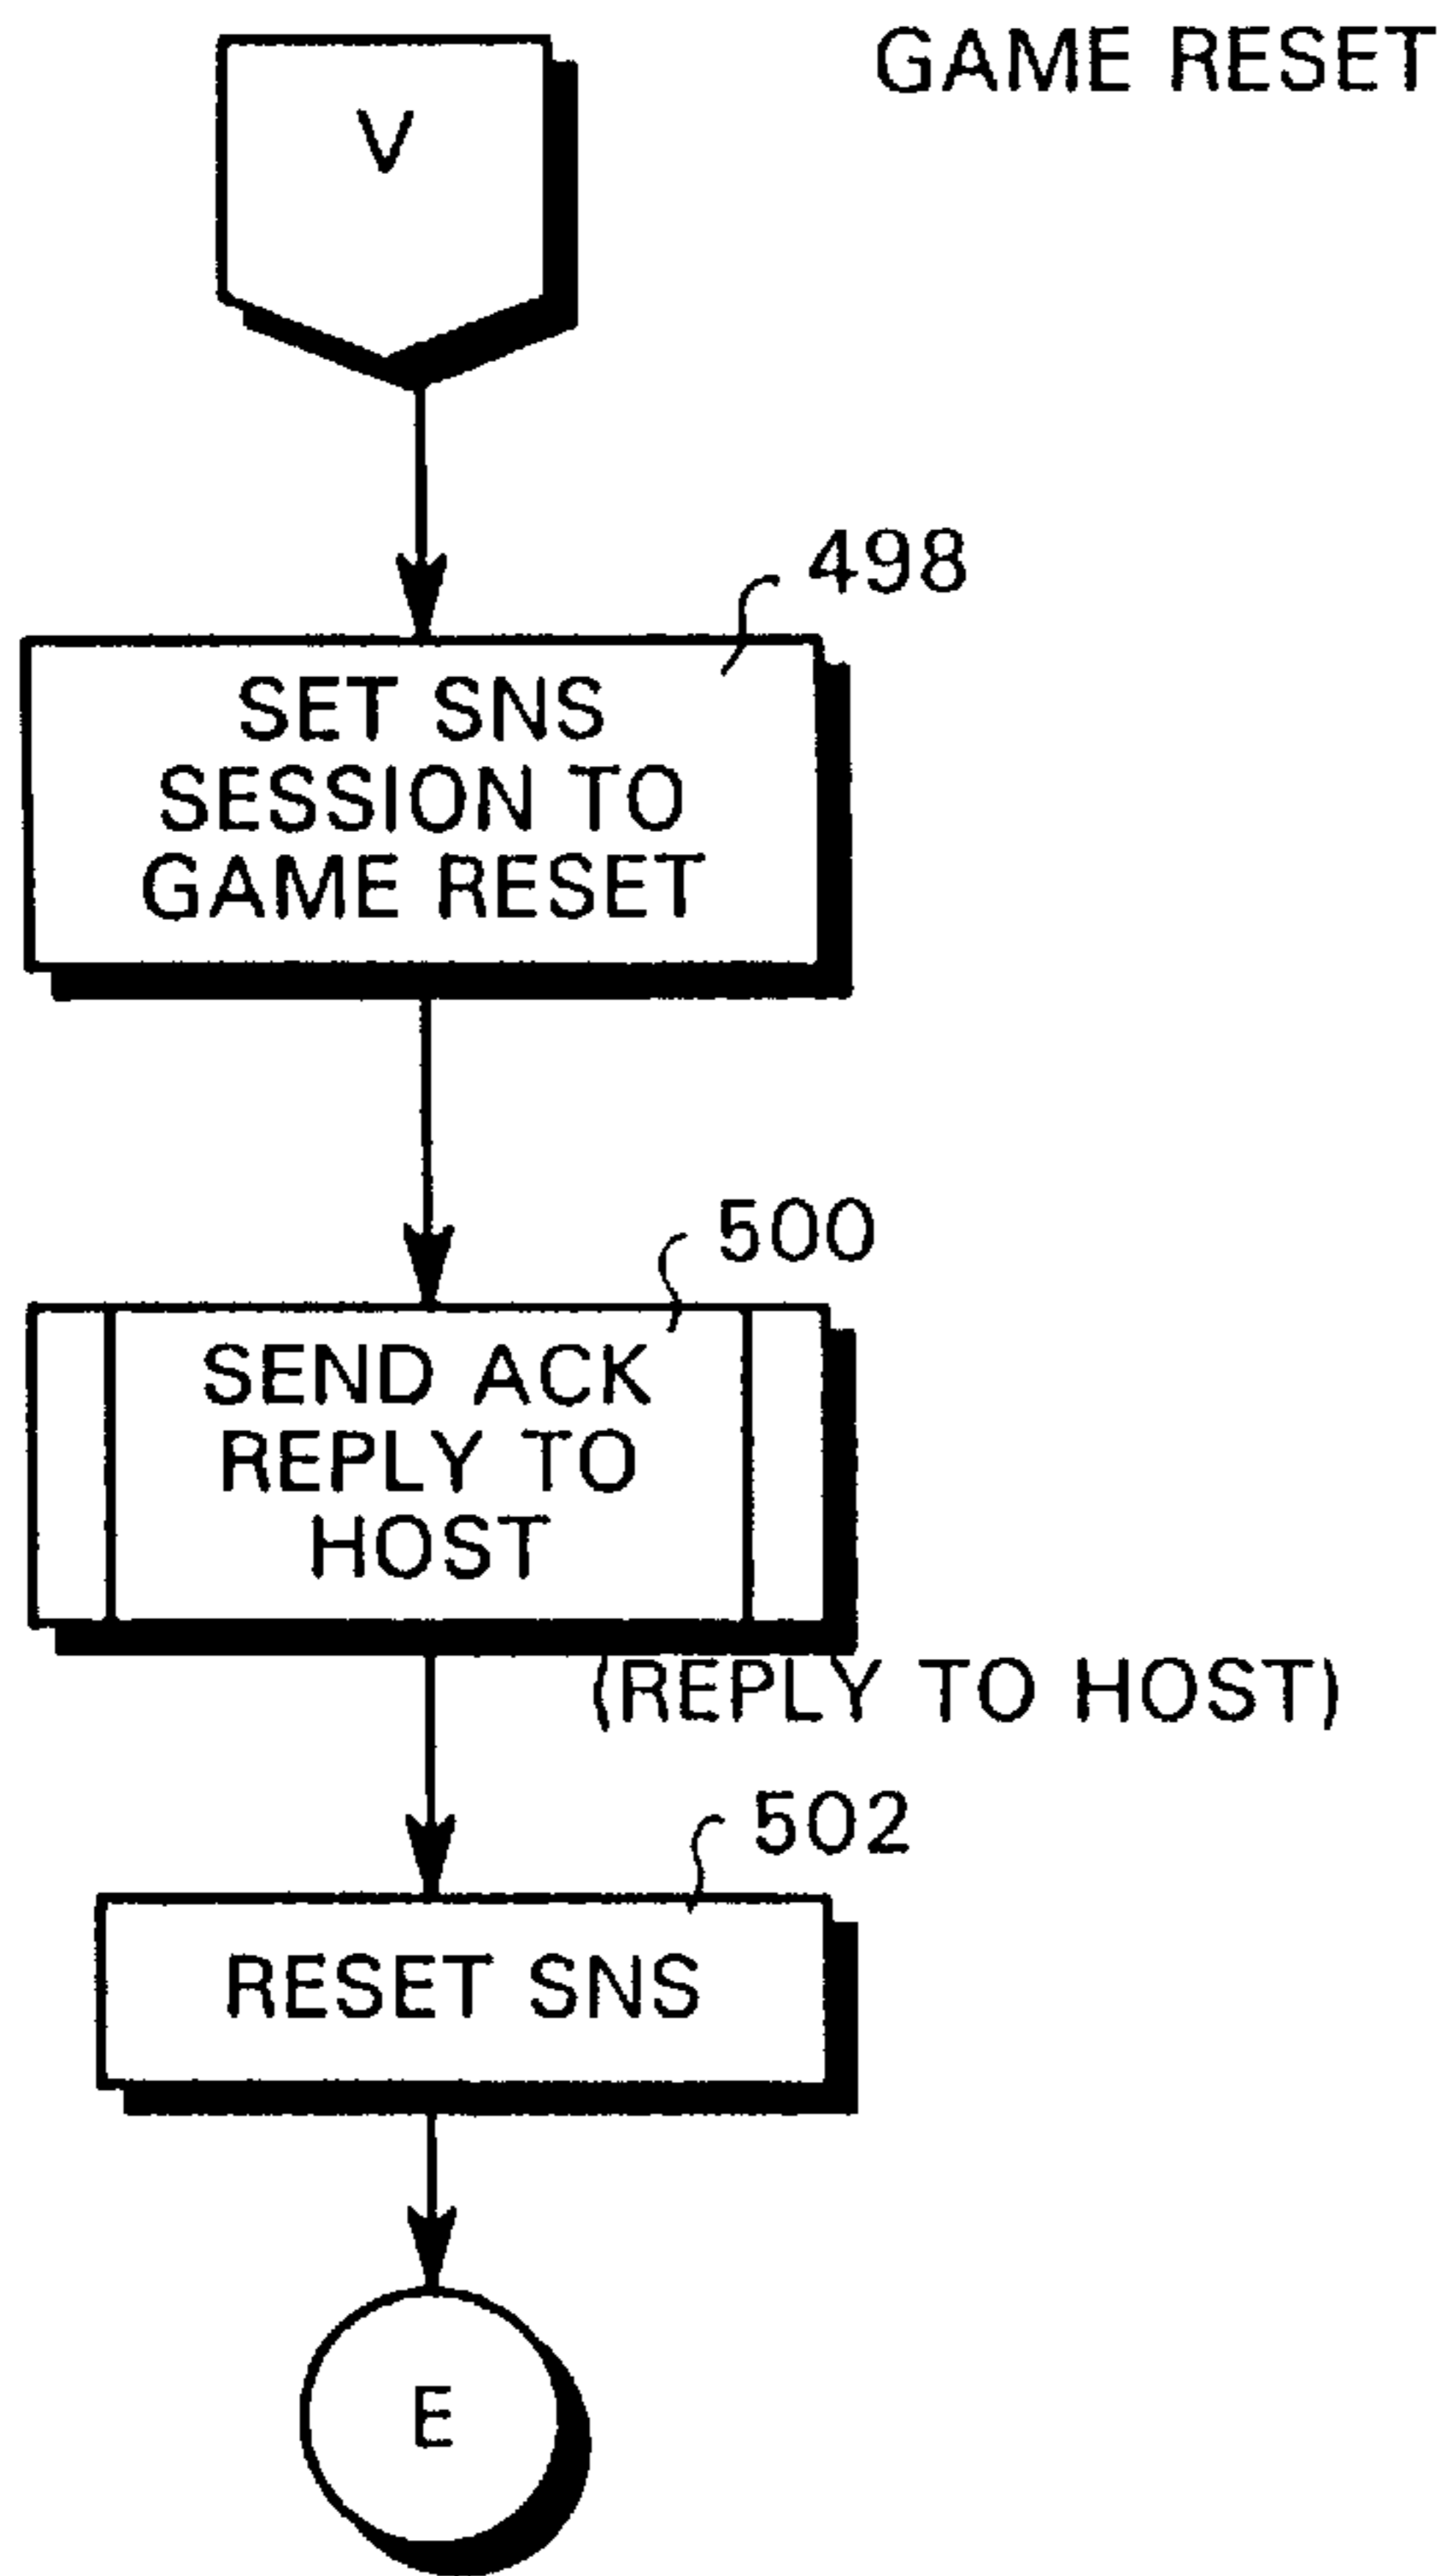 GAME RESET
V
498
SET SNS
SESSION TO
GAME RESET
500
SEND ACK
REPLY TO
HOST
(REPLY TO HOST)
502
RESET SNS
E